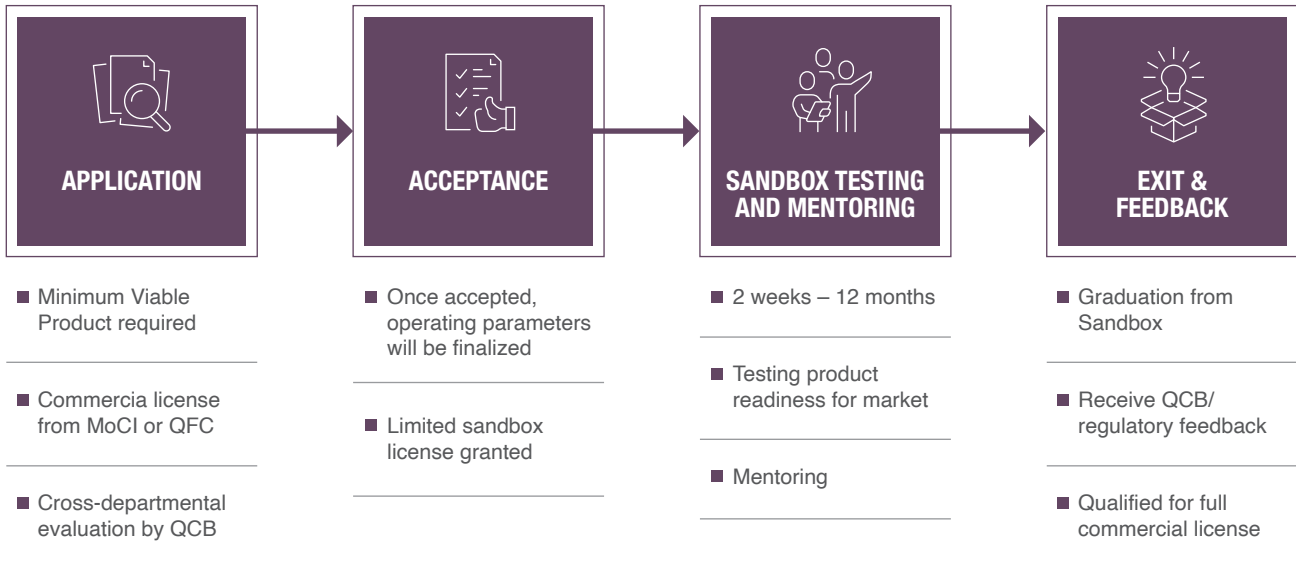 APPLICATION
Minimum Viable
Product required
Commercia license
from MoCI or QFC
Cross-departmental
evaluation by QCB
ACCEPTANCE
Once accepted,
operating parameters
will be finalized
Limited sandbox
license granted
SANDBOX TESTING
AND MENTORING
2 weeks – 12 months
Testing product
readiness for market
Mentoring
EXIT &
FEEDBACK
Graduation from
Sandbox
Receive QCB/
regulatory feedback
Qualified for full
commercial license